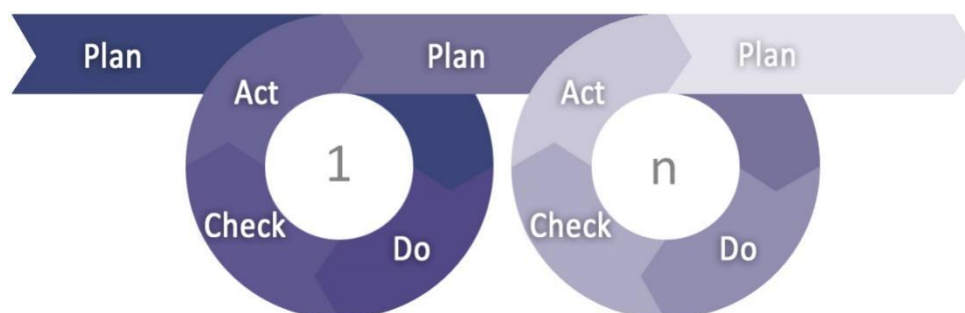 Plan Plan Plan
Act Act
1 n
Check Check
Do Do